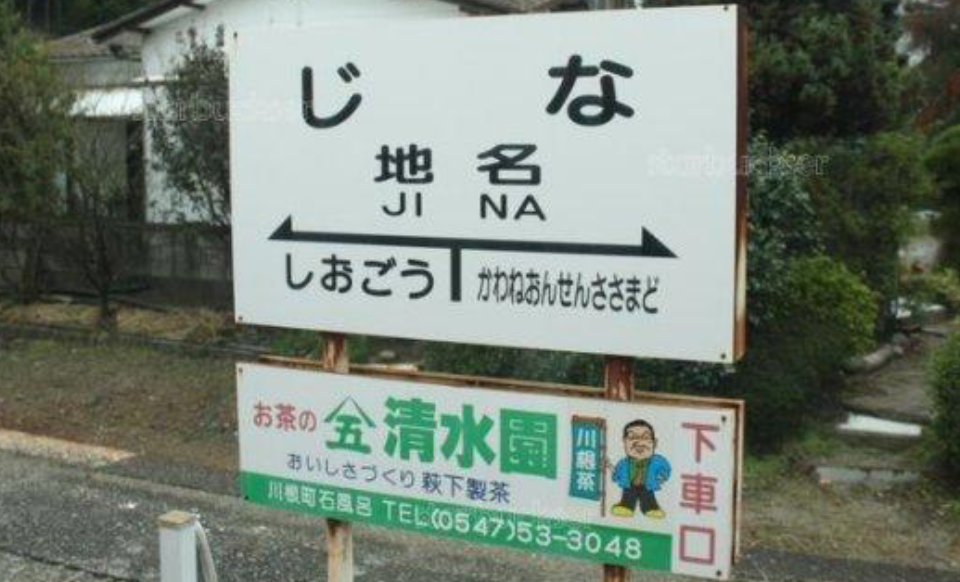 じな
地名
JI NA
しおごう かわねおんせんささまど
お茶の 清水園
川根茶
おいしさづくり 萩下製茶
川根町石風呂 TEL(0547)53-3048
下車口